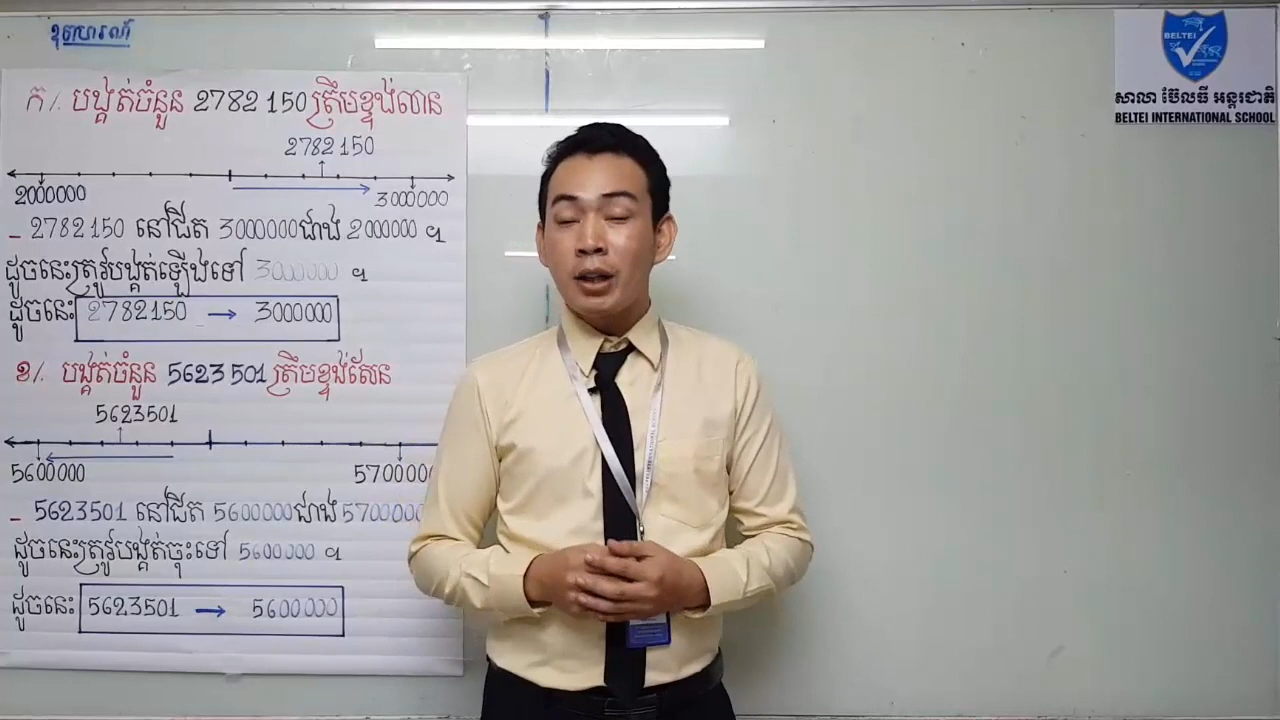 ឧទាហរណ៍
ក/. បង្គត់ចំនួន 2782 150 ត្រឹមខ្ទង់លាន
2782 150
2000000
3000000
_ 2782 150 នៅជិត 3000000 ជាង 2000000 ។
ដូចនេះត្រូវបង្គត់ឡើងទៅ 3000000 ។
ដូចនេះ 2782150 → 3000000
ខ/. បង្គត់ចំនួន 5623 501 ត្រឹមខ្ទង់សែន
5623501
5600000
570000
_ 5623501 នៅជិត 5600000 ជាង 5700000
ដូចនេះត្រូវបង្គត់ចុះទៅ 5600000 ។
ដូចនេះ 5623501 → 5600000
BELTEI
សាលា ប៊ែលធី អន្តរជាតិ
BELTEI INTERNATIONAL SCHOOL